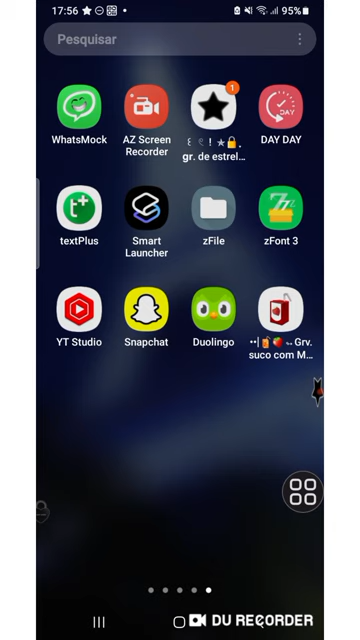 17:56
95%
Pesquisar
1
DAY
WhatsMock
AZ Screen
Recorder
gr. de estrel...
DAY DAY
t+
textPlus
Smart
Launcher
zFile
zFont 3
YT Studio
Snapchat
Duolingo
Grv.
suco com M...
DU RECORDER